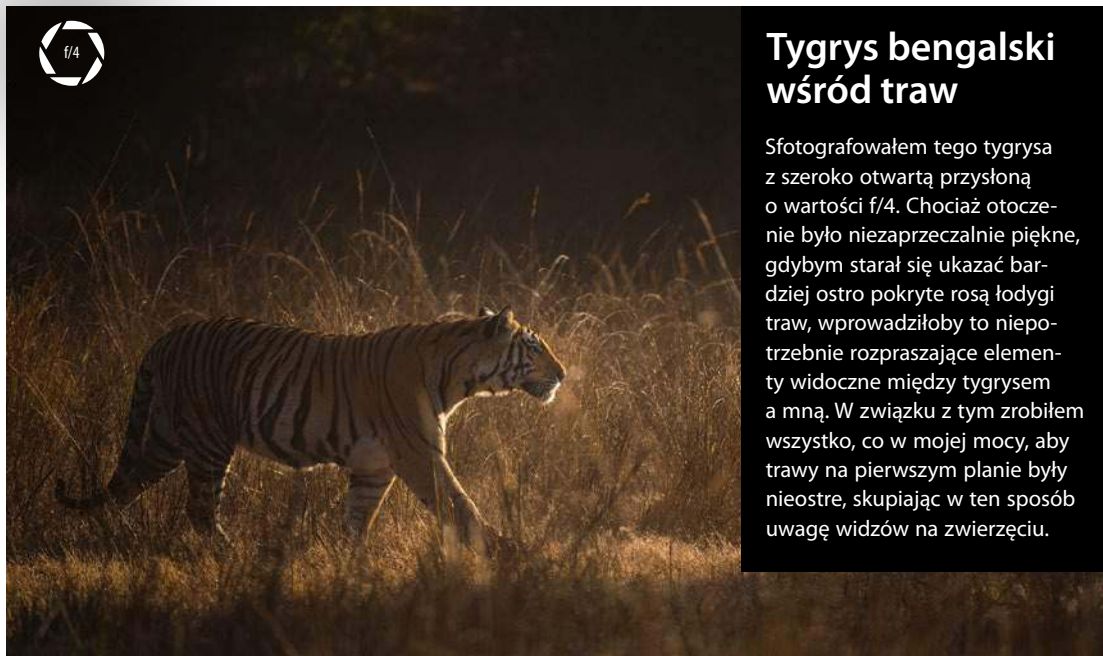 f/4
Tygrys bengalski
wśród traw
Sfotografowałem tego tygrysa
z szeroko otwartą przysłoną
o wartości f/4. Chociaż otocze-
nie było niezaprzeczalnie piękne,
gdybym starał się ukazać bar-
dziej ostro pokryte rosą łodygi
traw, wprowadziłoby to niepo-
trzebnie rozpraszające elemen-
ty widoczne między tygrysem
a mną. W związku z tym zrobiłem
wszystko, co w mojej mocy, aby
trawy na pierwszym planie były
nieostre, skupiając w ten sposób
uwagę widzów na zwierzęciu.